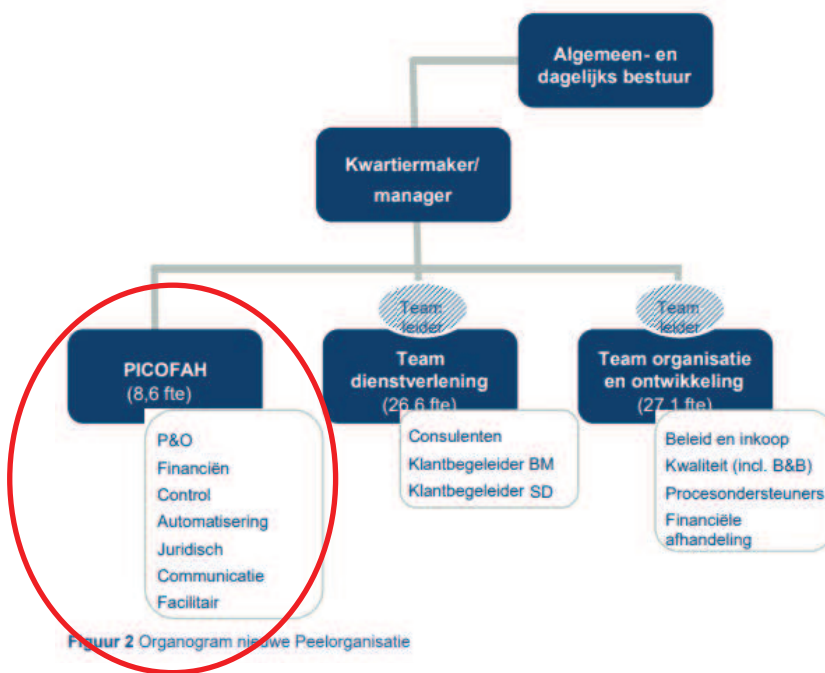 Algemeen- en
dagelijks bestuur
Kwartiermaker/
manager
Team
leider
Team
leider
PICOFAH
(8,6 fte)
Team
dienstverlening
(26,6 fte)
Team organisatie
en ontwikkeling
(27,1 fte)
P&O
Financiën
Control
Automatisering
Juridisch
Communicatie
Facilitair
Consulenten
Klantbegeleider BM
Klantbegeleider SD
Beleid en inkoop
Kwaliteit (incl. B&B)
Procesondersteuners
Financiële
afhandeling
Figuur 2 Organogram nieuwe Peelorganisatie